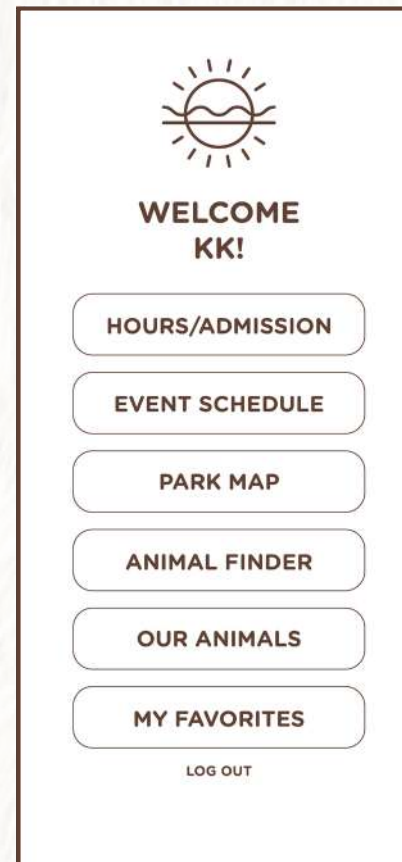 WELCOME
KK!
HOURS/ADMISSION
EVENT SCHEDULE
PARK MAP
ANIMAL FINDER
OUR ANIMALS
MY FAVORITES
LOG OUT